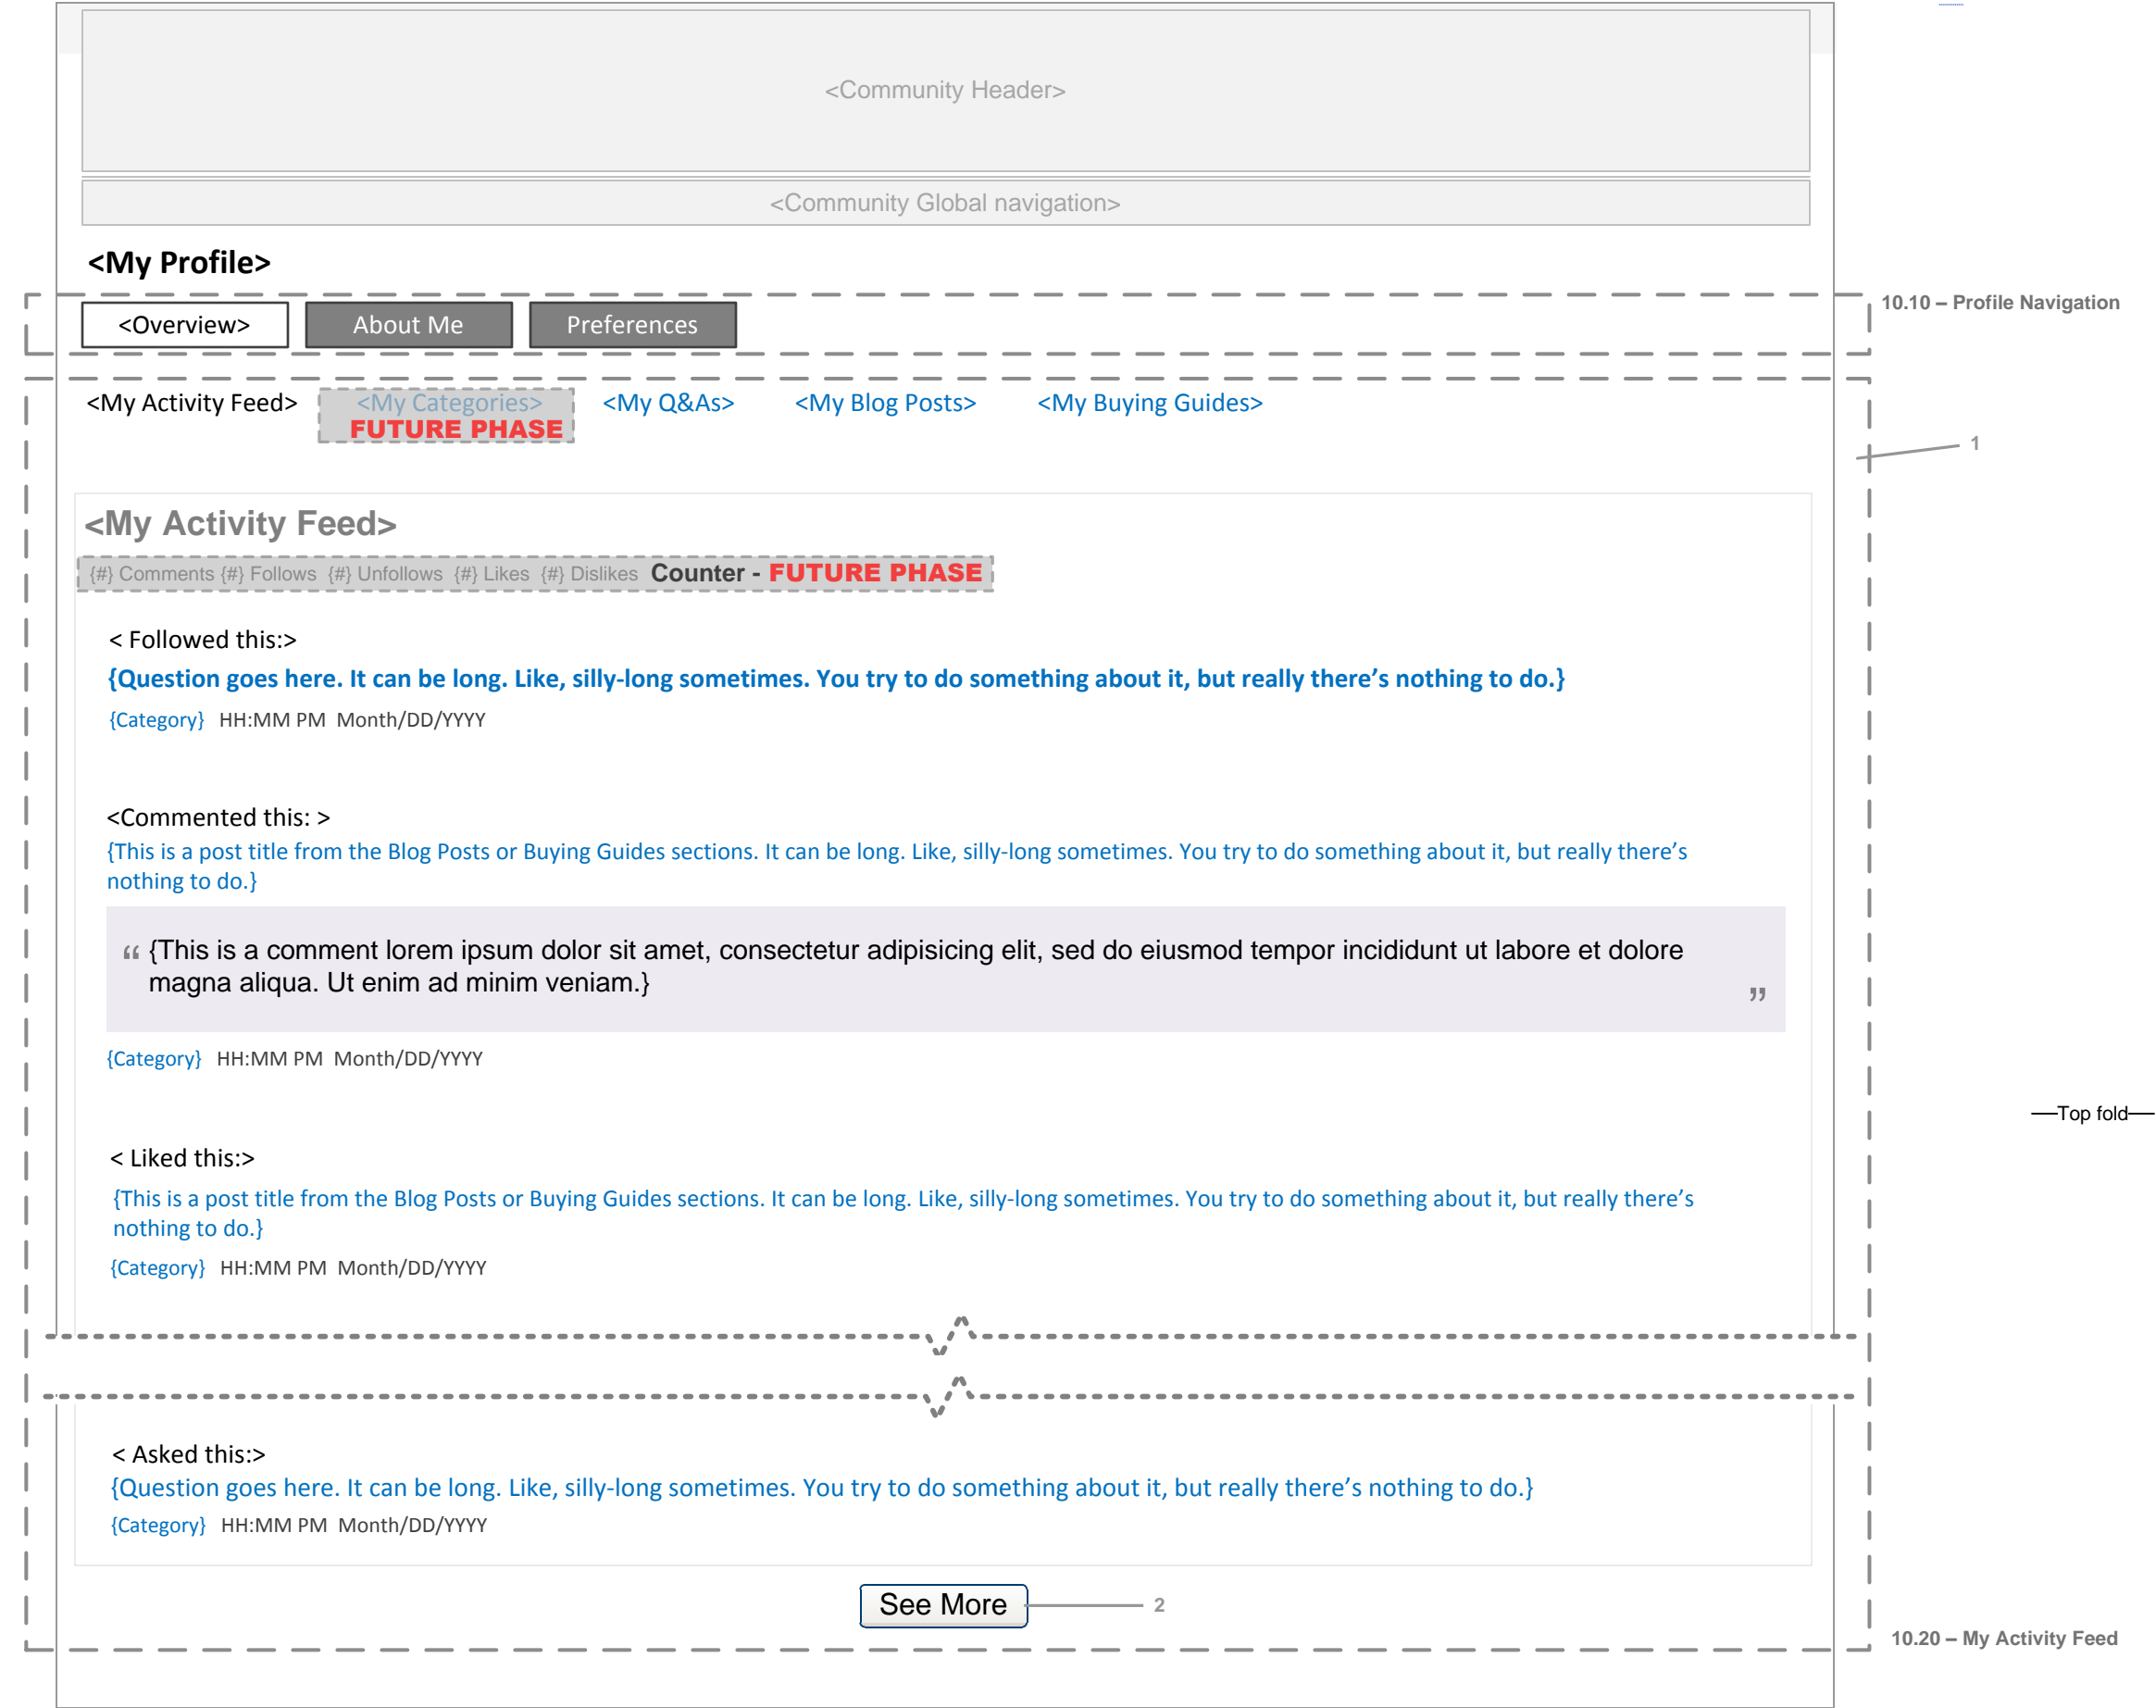 <Community Header>
<Community Global navigation>
<My Profile>
10.10 – Profile Navigation
<Overview> About Me Preferences
<My Activity Feed> <My Categories> <My Q&As> <My Blog Posts> <My Buying Guides>
FUTURE PHASE
1
<My Activity Feed>
{#} Comments {#} Follows {#} Unfollows {#} Likes {#} Dislikes Counter - FUTURE PHASE
< Followed this:>
{Question goes here. It can be long. Like, silly-long sometimes. You try to do something about it, but really there’s nothing to do.}
{Category} HH:MM PM Month/DD/YYYY
<Commented this: >
{This is a post title from the Blog Posts or Buying Guides sections. It can be long. Like, silly-long sometimes. You try to do something about it, but really there’s
nothing to do.}
“ {This is a comment lorem ipsum dolor sit amet, consectetur adipisicing elit, sed do eiusmod tempor incididunt ut labore et dolore
magna aliqua. Ut enim ad minim veniam.}
”
{Category} HH:MM PM Month/DD/YYYY
Top fold
< Liked this:>
{This is a post title from the Blog Posts or Buying Guides sections. It can be long. Like, silly-long sometimes. You try to do something about it, but really there’s
nothing to do.}
{Category} HH:MM PM Month/DD/YYYY
< Asked this:>
{Question goes here. It can be long. Like, silly-long sometimes. You try to do something about it, but really there’s nothing to do.}
{Category} HH:MM PM Month/DD/YYYY
See More 2
10.20 – My Activity Feed